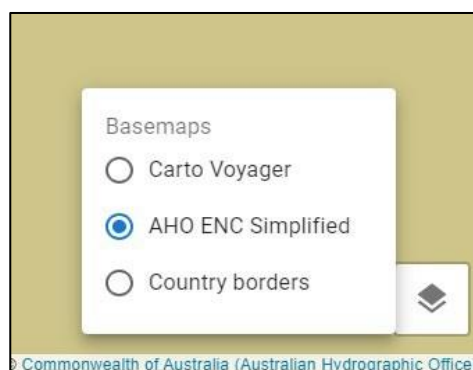 Basemaps
Carto Voyager
AHO ENC Simplified
Country borders
© Commonwealth of Australia (Australian Hydrographic Office